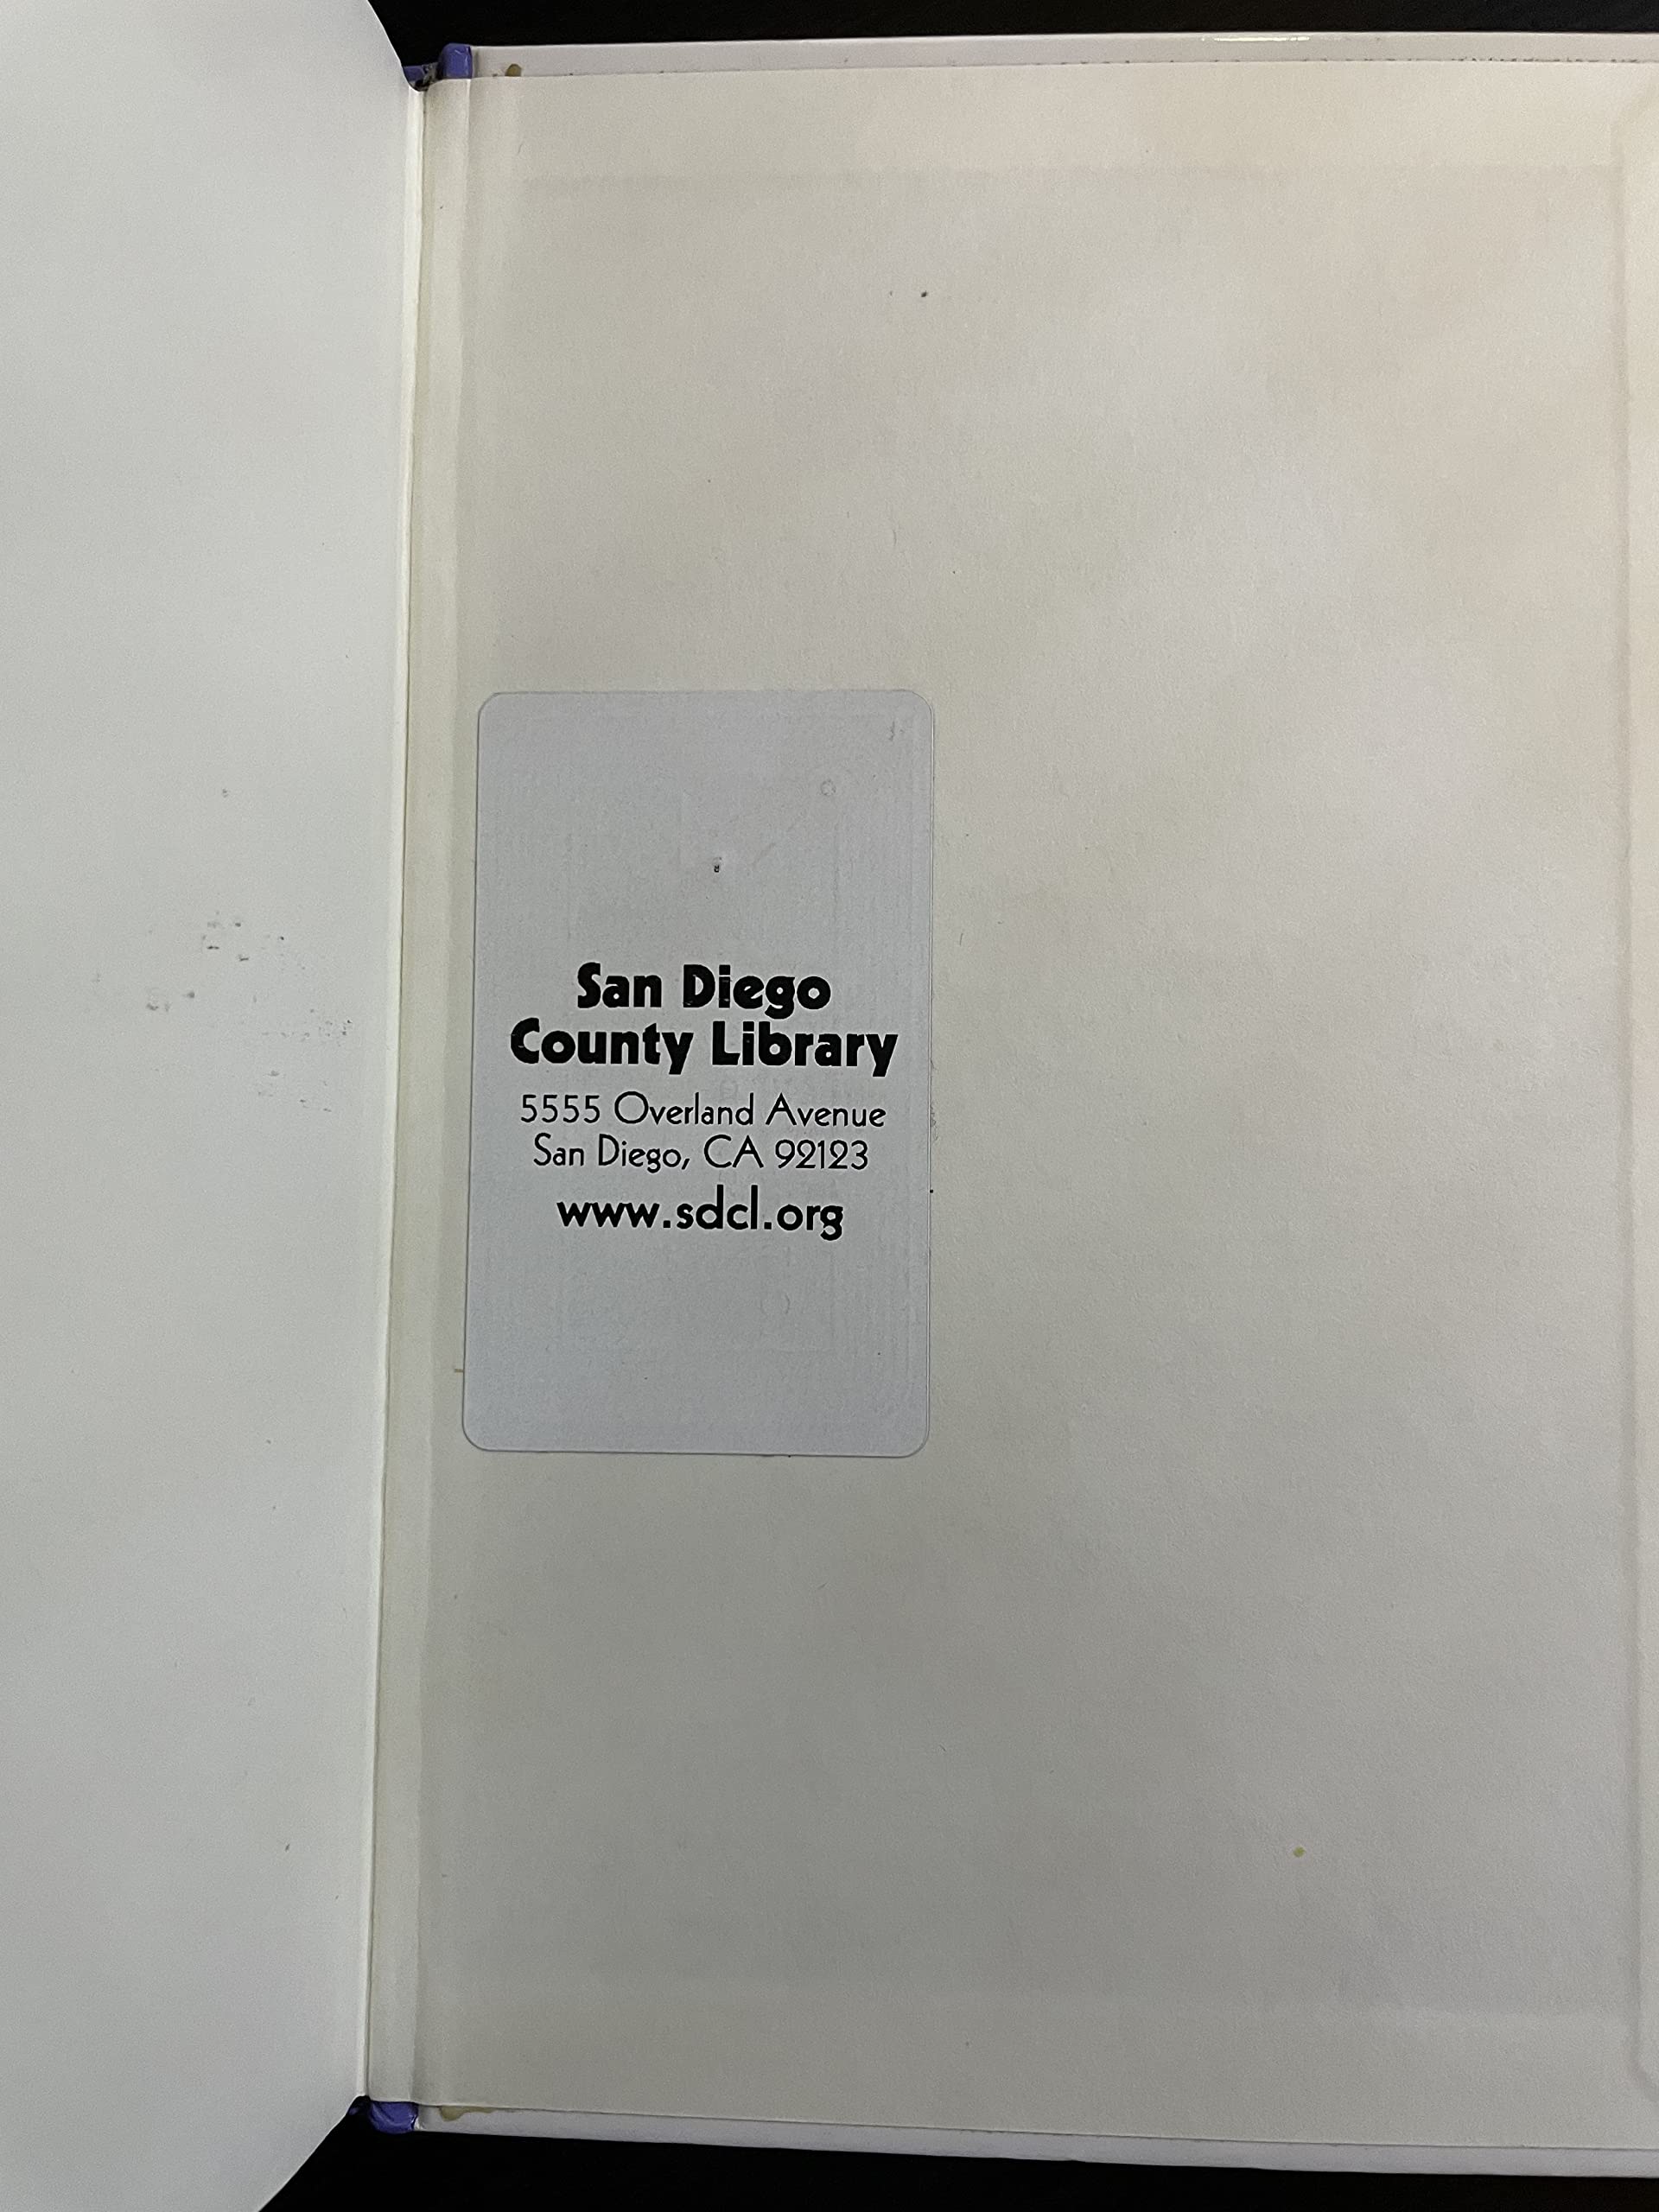 San Diego
County Library
5555 Overland Avenue
San Diego, CA 92123
www.sdcl.org